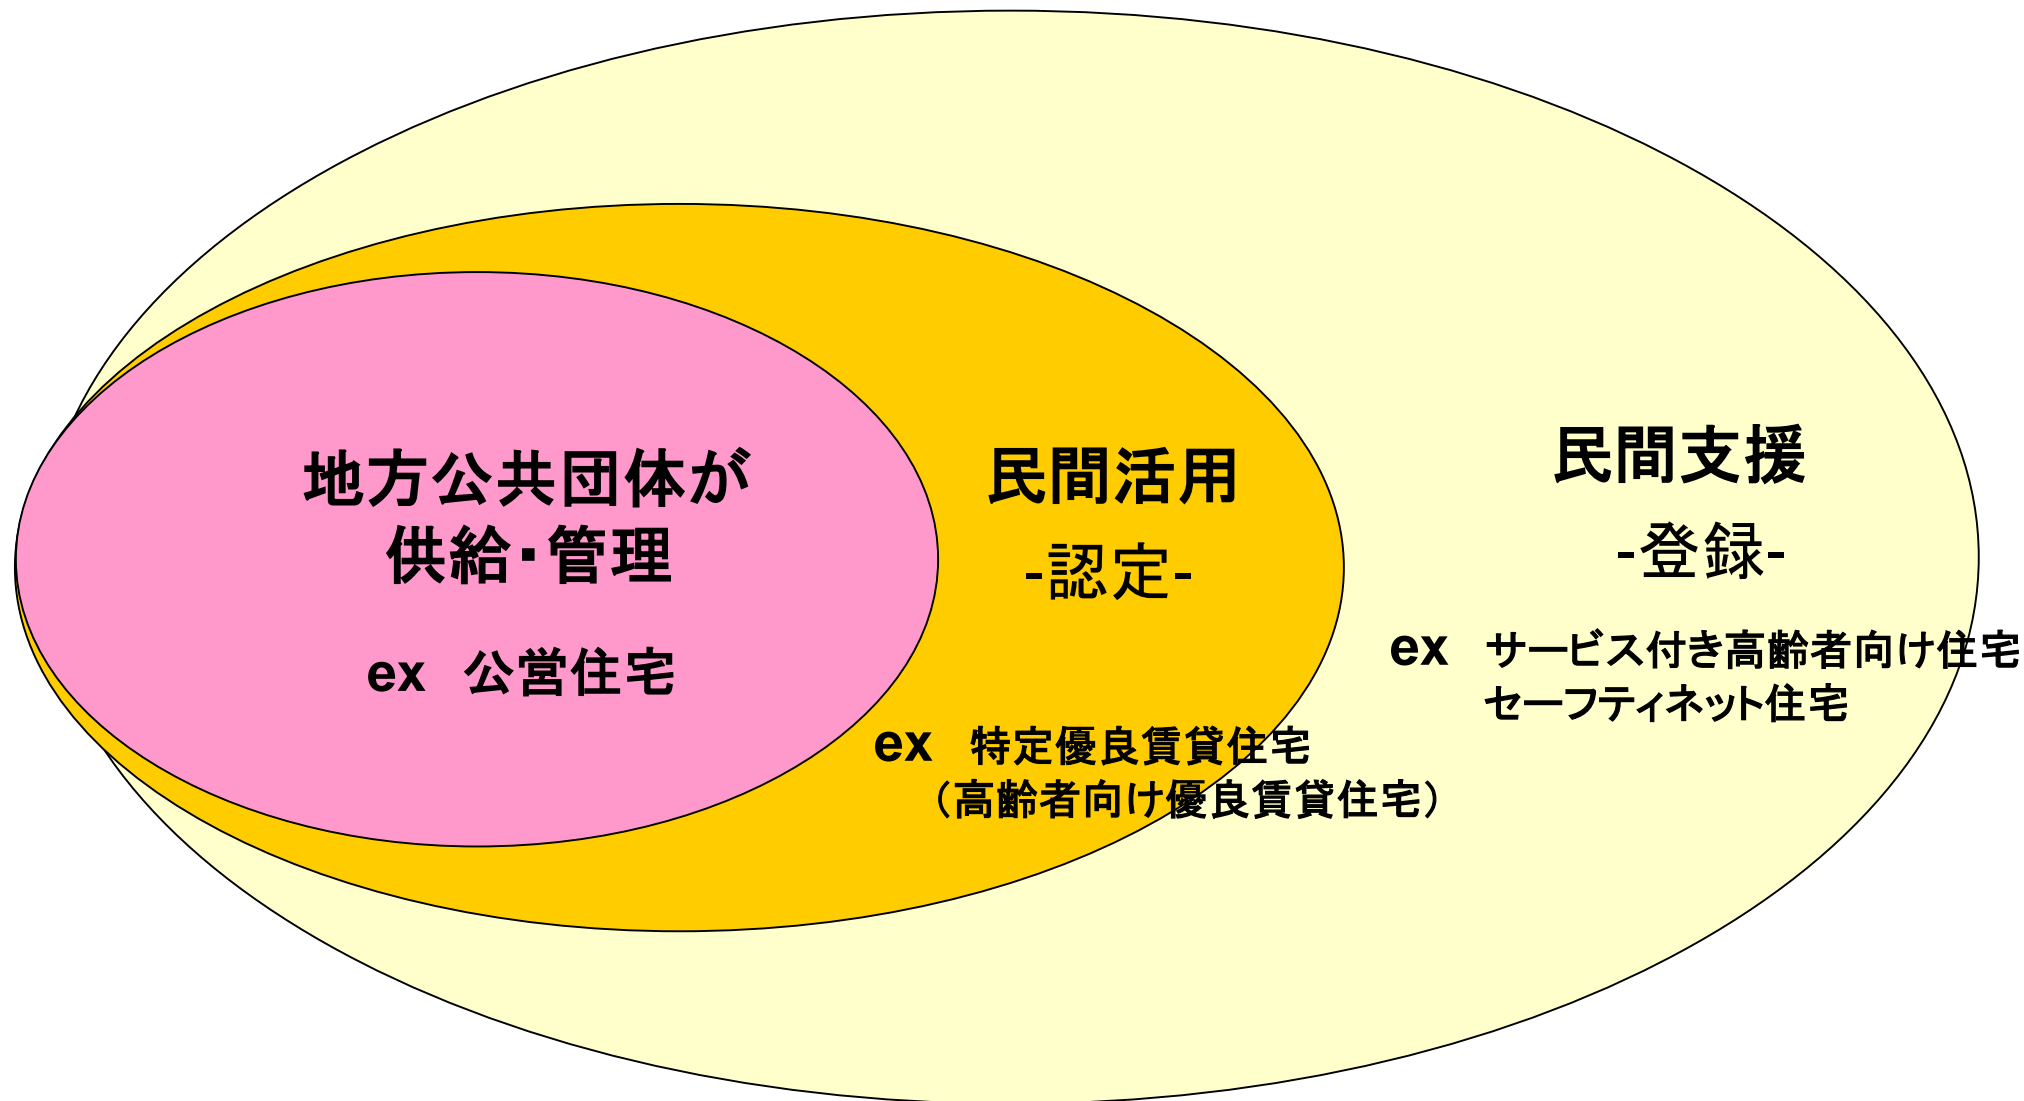 地方公共団体が
供給・管理
ex　公営住宅
民間活用
-認定-
ex　特定優良賃貸住宅
（高齢者向け優良賃貸住宅）
民間支援
-登録-
ex　サービス付き高齢者向け住宅
セーフティネット住宅